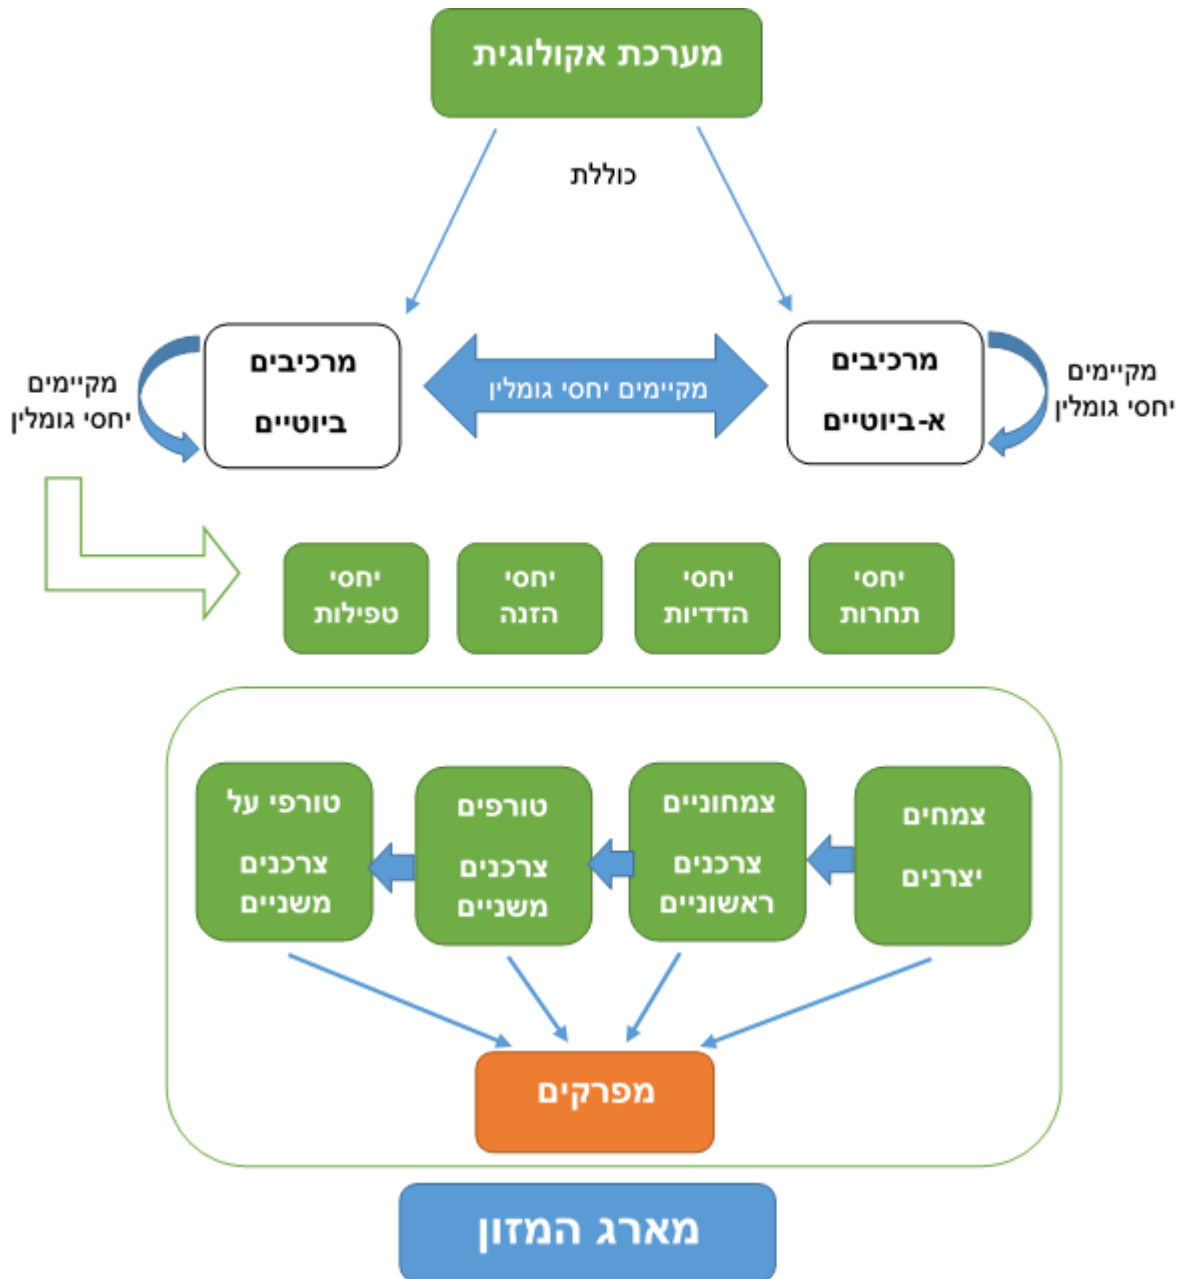 מערכת אקולוגית
כוללת
מרכיבים
א-ביוטיים
מקיימים
יחסי גומלין
מקיימים יחסי גומלין
מרכיבים
ביוטיים
מקיימים
יחסי גומלין
יחסי
תחרות
יחסי
הדדיות
יחסי
הזנה
יחסי
טפילות
צמחים
יצרנים
צמחוניים
צרכנים
ראשוניים
טורפים
צרכנים
משניים
טורפי על
צרכנים
משניים
מפרקים
מארג המזון